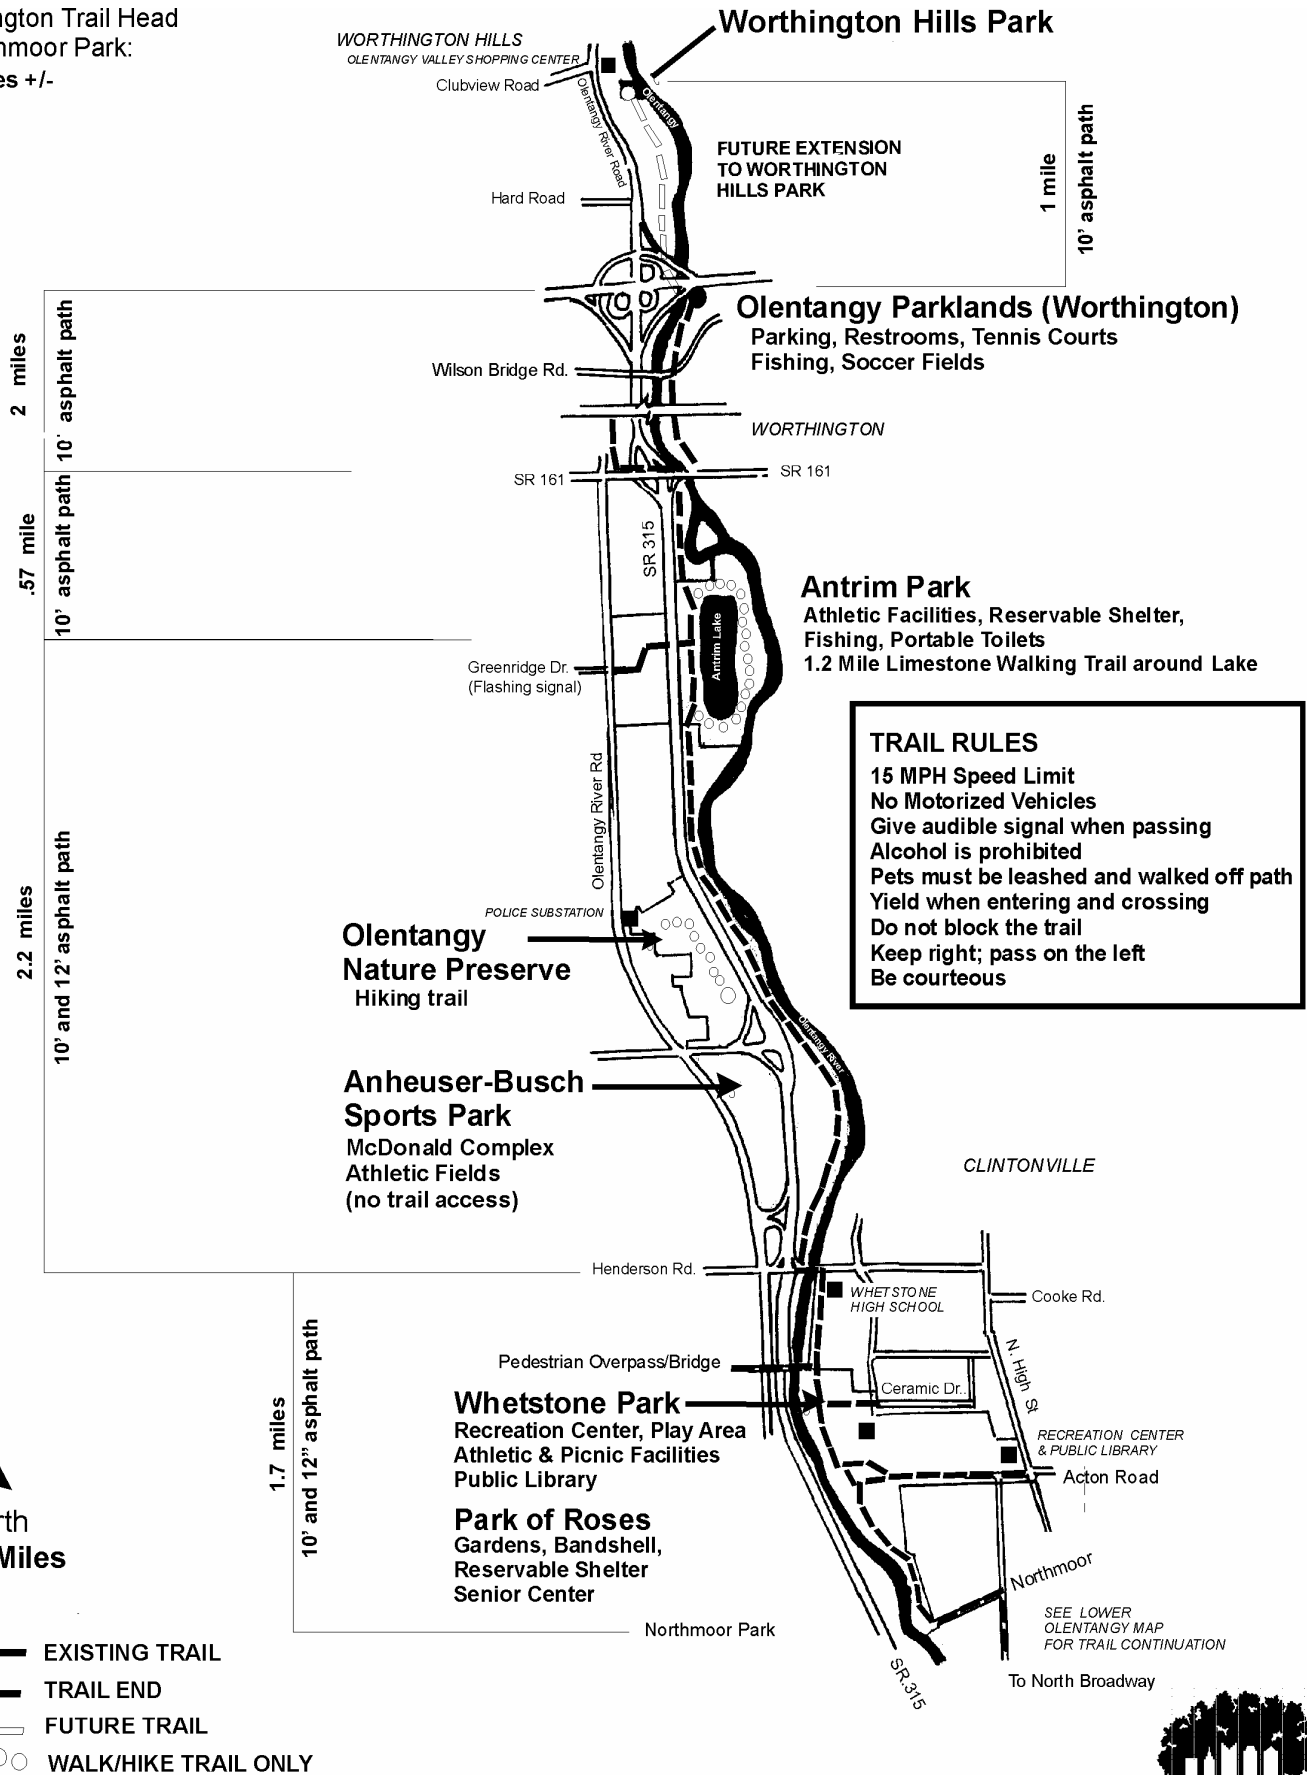 ngton Trail Head
nmoor Park:
es +/-
Worthington Hills Park
WORTHINGTON HILLS
OLENTANGY VALLEY SHOPPING CENTER
Clubview Road
Olentangy
Olentangy River Road
FUTURE EXTENSION
TO WORTHINGTON
HILLS PARK
1 mile
10' asphalt path
Hard Road
Olentangy Parklands (Worthington)
Parking, Restrooms, Tennis Courts
Fishing, Soccer Fields
2 miles
10' asphalt path
Wilson Bridge Rd.
WORTHINGTON
SR 161
SR 161
.57 mile
10' asphalt path
SR 315
Antrim Park
Athletic Facilities, Reservable Shelter,
Fishing, Portable Toilets
1.2 Mile Limestone Walking Trail around Lake
Antrim Lake
Greenridge Dr.
(Flashing signal)
TRAIL RULES
15 MPH Speed Limit
No Motorized Vehicles
Give audible signal when passing
Alcohol is prohibited
Pets must be leashed and walked off path
Yield when entering and crossing
Do not block the trail
Keep right; pass on the left
Be courteous
Olentangy River Rd
2.2 miles
10' and 12' asphalt path
POLICE SUBSTATION
Olentangy
Nature Preserve
Hiking trail
Olentangy River
Anheuser-Busch
Sports Park
McDonald Complex
Athletic Fields
(no trail access)
CLINTONVILLE
Henderson Rd.
WHETSTONE
HIGH SCHOOL
Cooke Rd.
N. High St
Pedestrian Overpass/Bridge
Ceramic Dr..
1.7 miles
10' and 12" asphalt path
Whetstone Park
Recreation Center, Play Area
Athletic & Picnic Facilities
Public Library
RECREATION CENTER
& PUBLIC LIBRARY
Acton Road
Park of Roses
Gardens, Bandshell,
Reservable Shelter
Senior Center
Northmoor
SEE LOWER
OLENTANGY MAP
FOR TRAIL CONTINUATION
Northmoor Park
SR.315
To North Broadway
rth
Miles
EXISTING TRAIL
TRAIL END
FUTURE TRAIL
WALK/HIKE TRAIL ONLY